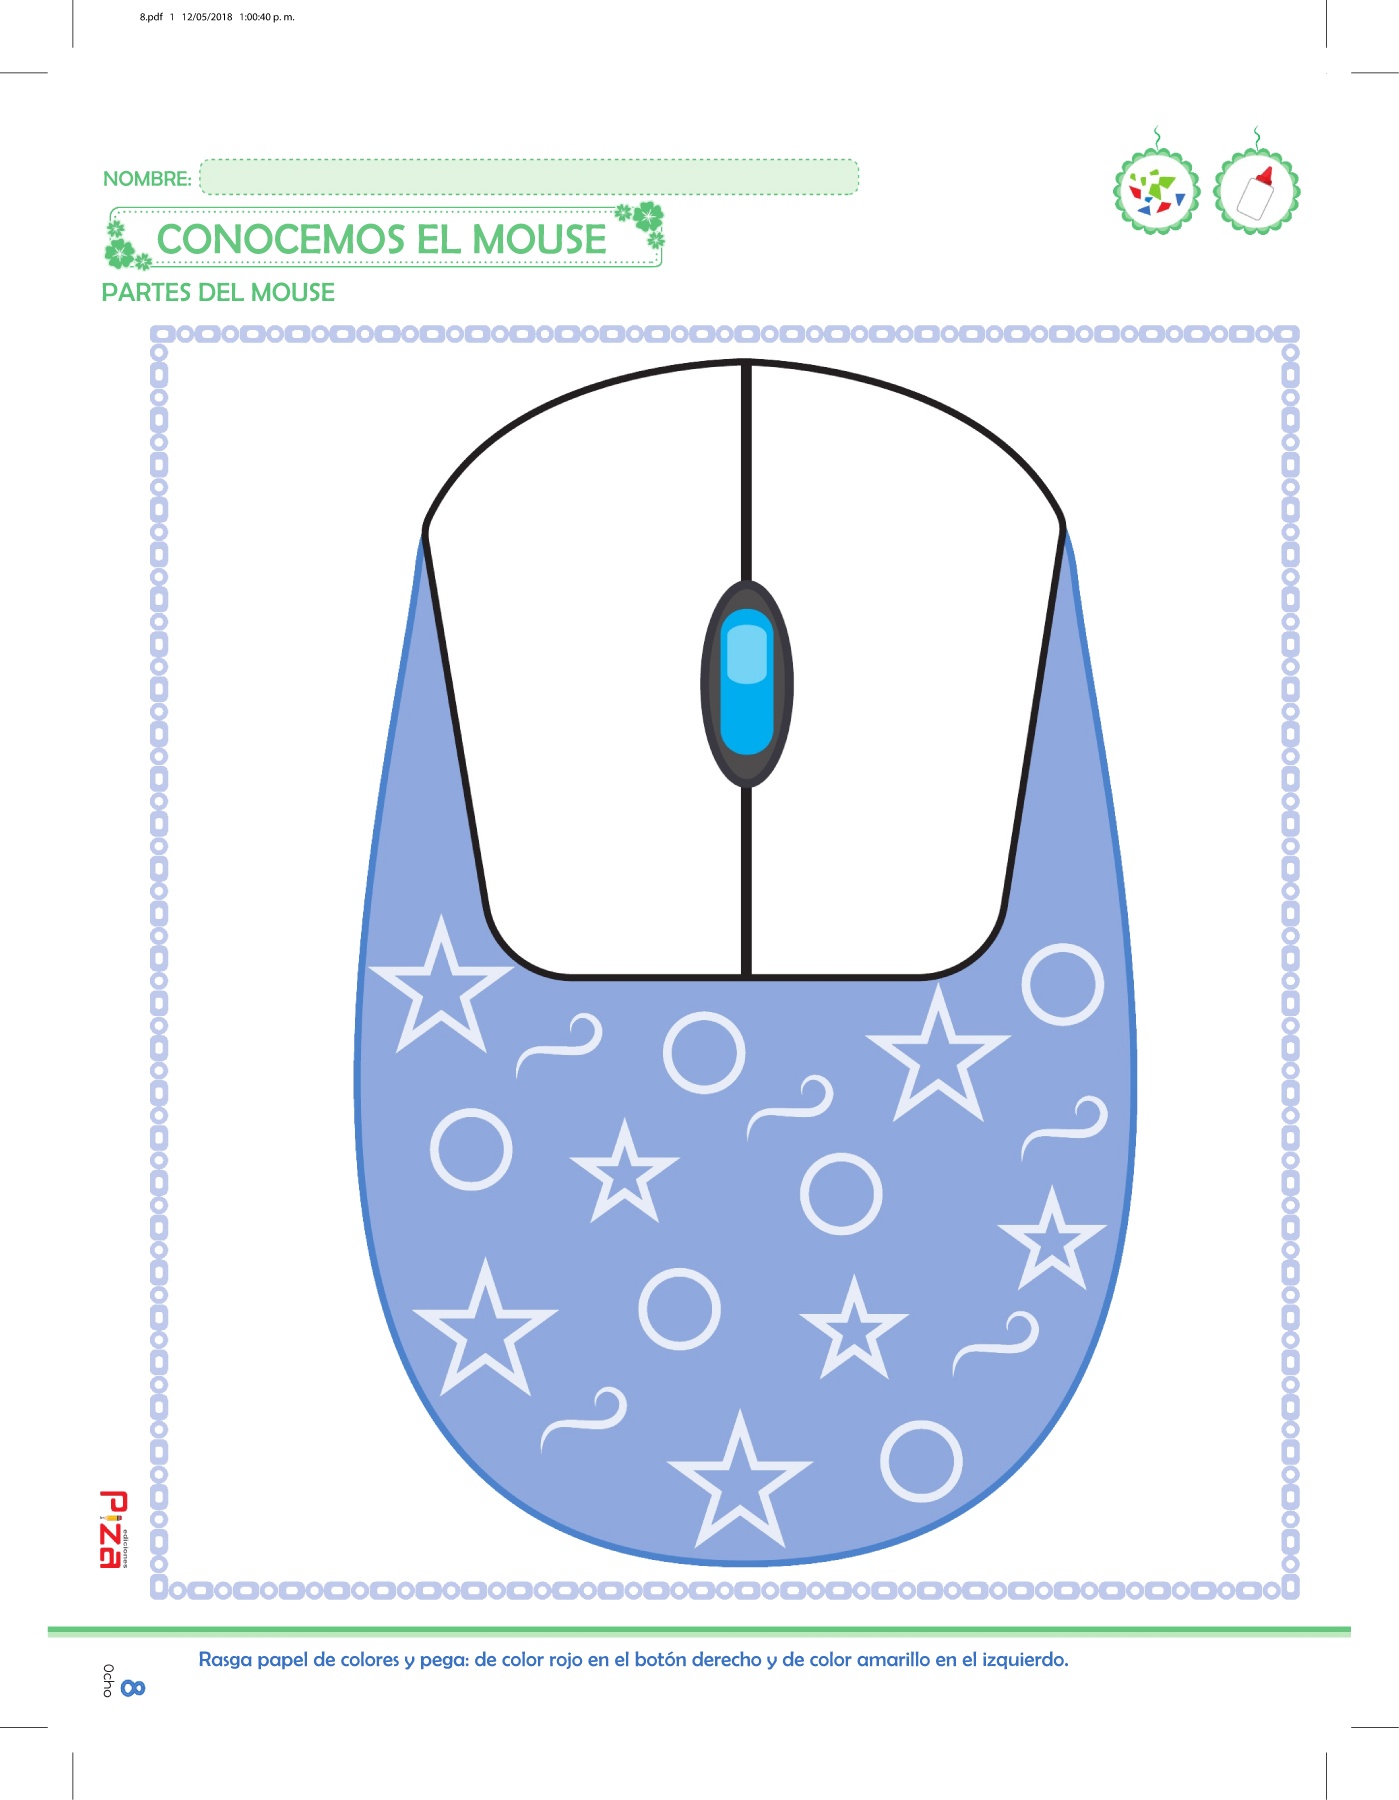 8.pdf 1 12/05/2018 1:00:40 p. m.
NOMBRE:
CONOCEMOS EL MOUSE
PARTES DEL MOUSE
Piza
ediciones
Rasga papel de colores y pega: de color rojo en el botón derecho y de color amarillo en el izquierdo.
8
Ocho